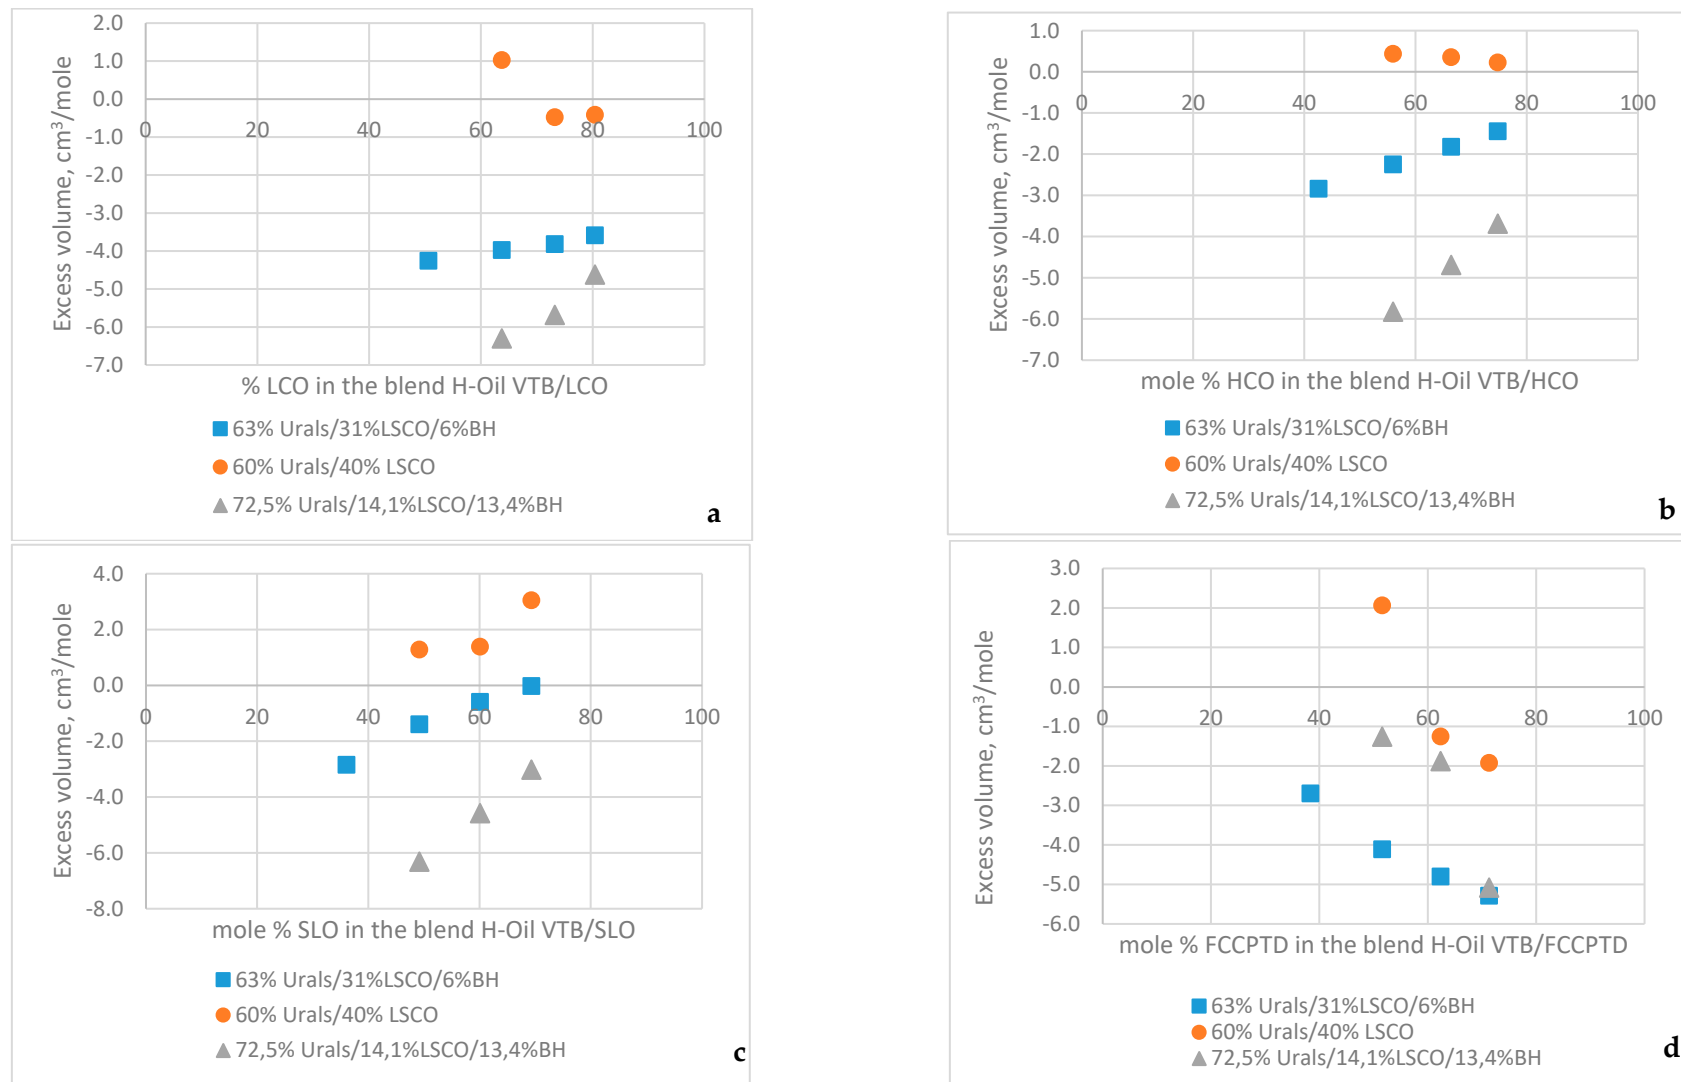 2.0
1.0
0.0
-1.0
-2.0
-3.0
-4.0
-5.0
-6.0
-7.0
0 20 40 60 80 100
Excess volume, cm³/mole
% LCO in the blend H-Oil VTB/LCO
63% Urals/31%LSCO/6%BH
60% Urals/40% LSCO
72,5% Urals/14,1%LSCO/13,4%BH
a
1.0
0.0
-1.0
-2.0
-3.0
-4.0
-5.0
-6.0
-7.0
0 20 40 60 80 100
Excess volume, cm³/mole
mole % HCO in the blend H-Oil VTB/HCO
63% Urals/31%LSCO/6%BH
60% Urals/40% LSCO
72,5% Urals/14,1%LSCO/13,4%BH
b
4.0
2.0
0.0
-2.0
-4.0
-6.0
-8.0
0 20 40 60 80 100
Excess volume, cm³/mole
mole % SLO in the blend H-Oil VTB/SLO
63% Urals/31%LSCO/6%BH
60% Urals/40% LSCO
72,5% Urals/14,1%LSCO/13,4%BH
c
3.0
2.0
1.0
0.0
-1.0
-2.0
-3.0
-4.0
-5.0
-6.0
0 20 40 60 80 100
Excess volume, cm³/mole
mole % FCCPTD in the blend H-Oil VTB/FCCPTD
63% Urals/31%LSCO/6%BH
60% Urals/40% LSCO
72,5% Urals/14,1%LSCO/13,4%BH
d